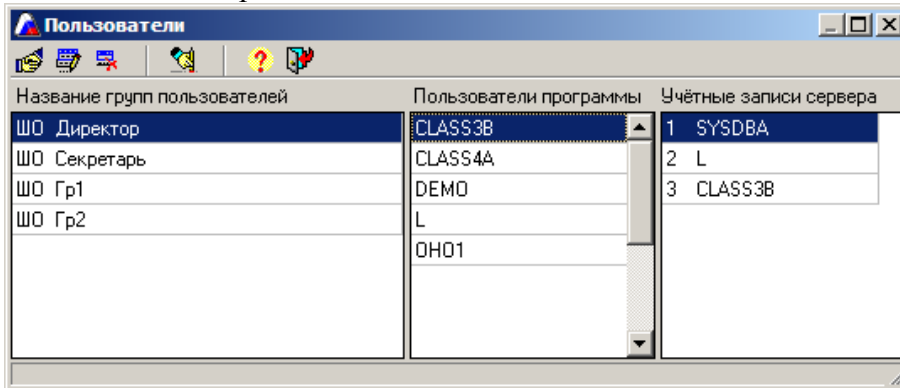 Пользователи
Название групп пользователей
Пользователи программы
Учётные записи сервера
ШО Директор
CLASS3B
1 SYSDBA
ШО Секретарь
CLASS4A
2 L
ШО Гр1
DEMO
3 CLASS3B
ШО Гр2
L
OHO1